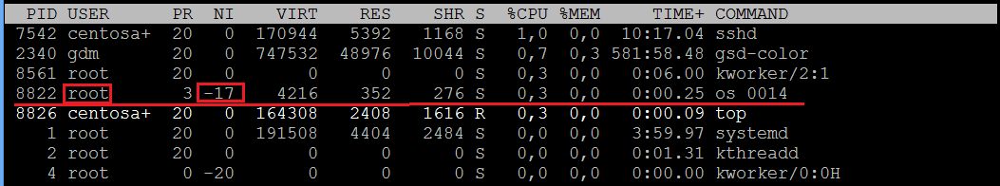 PID USER PR NI VIRT RES SHR S %CPU %MEM TIME+ COMMAND
7542 centosa+ 20 0 170944 5392 1168 S 1,0 0,0 10:17.04 sshd
2340 gdm 20 0 747532 48976 10044 S 0,7 0,3 581:58.48 gsd-color
8561 root 20 0 0 0 0 S 0,3 0,0 0:06.00 kworker/2:1
8822 root 3 -17 4216 352 276 S 0,3 0,0 0:00.25 os 0014
8826 centosa+ 20 0 164308 2408 1616 R 0,3 0,0 0:00.09 top
1 root 20 0 191508 4404 2484 S 0,0 0,0 3:59.97 systemd
2 root 20 0 0 0 0 S 0,0 0,0 0:01.31 kthreadd
4 root 0 -20 0 0 0 S 0,0 0,0 0:00.00 kworker/0:0H